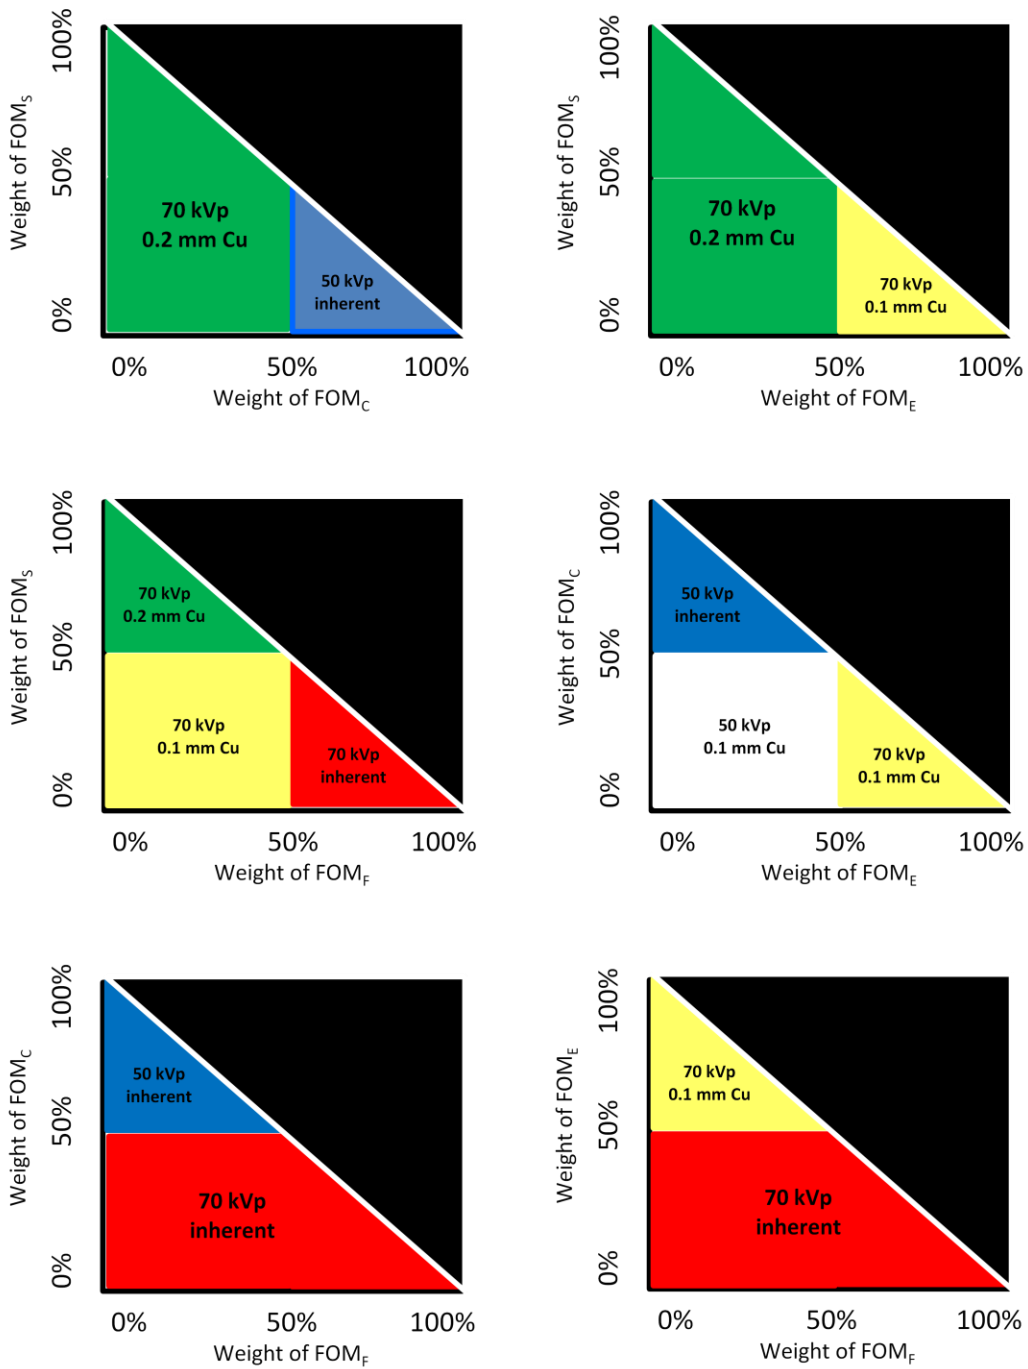 100%
50%
0%
Weight of FOMS
70 kVp
0.2 mm Cu
50 kVp
inherent
0% 50% 100%
Weight of FOMC
100%
50%
0%
Weight of FOMS
70 kVp
0.2 mm Cu
70 kVp
0.1 mm Cu
0% 50% 100%
Weight of FOME
100%
50%
0%
Weight of FOMS
70 kVp
0.2 mm Cu
70 kVp
0.1 mm Cu
70 kVp
inherent
0% 50% 100%
Weight of FOMF
100%
50%
0%
Weight of FOMC
50 kVp
inherent
50 kVp
0.1 mm Cu
70 kVp
0.1 mm Cu
0% 50% 100%
Weight of FOME
100%
50%
0%
Weight of FOMC
50 kVp
inherent
70 kVp
inherent
0% 50% 100%
Weight of FOMF
100%
50%
0%
Weight of FOME
70 kVp
0.1 mm Cu
70 kVp
inherent
0% 50% 100%
Weight of FOMF